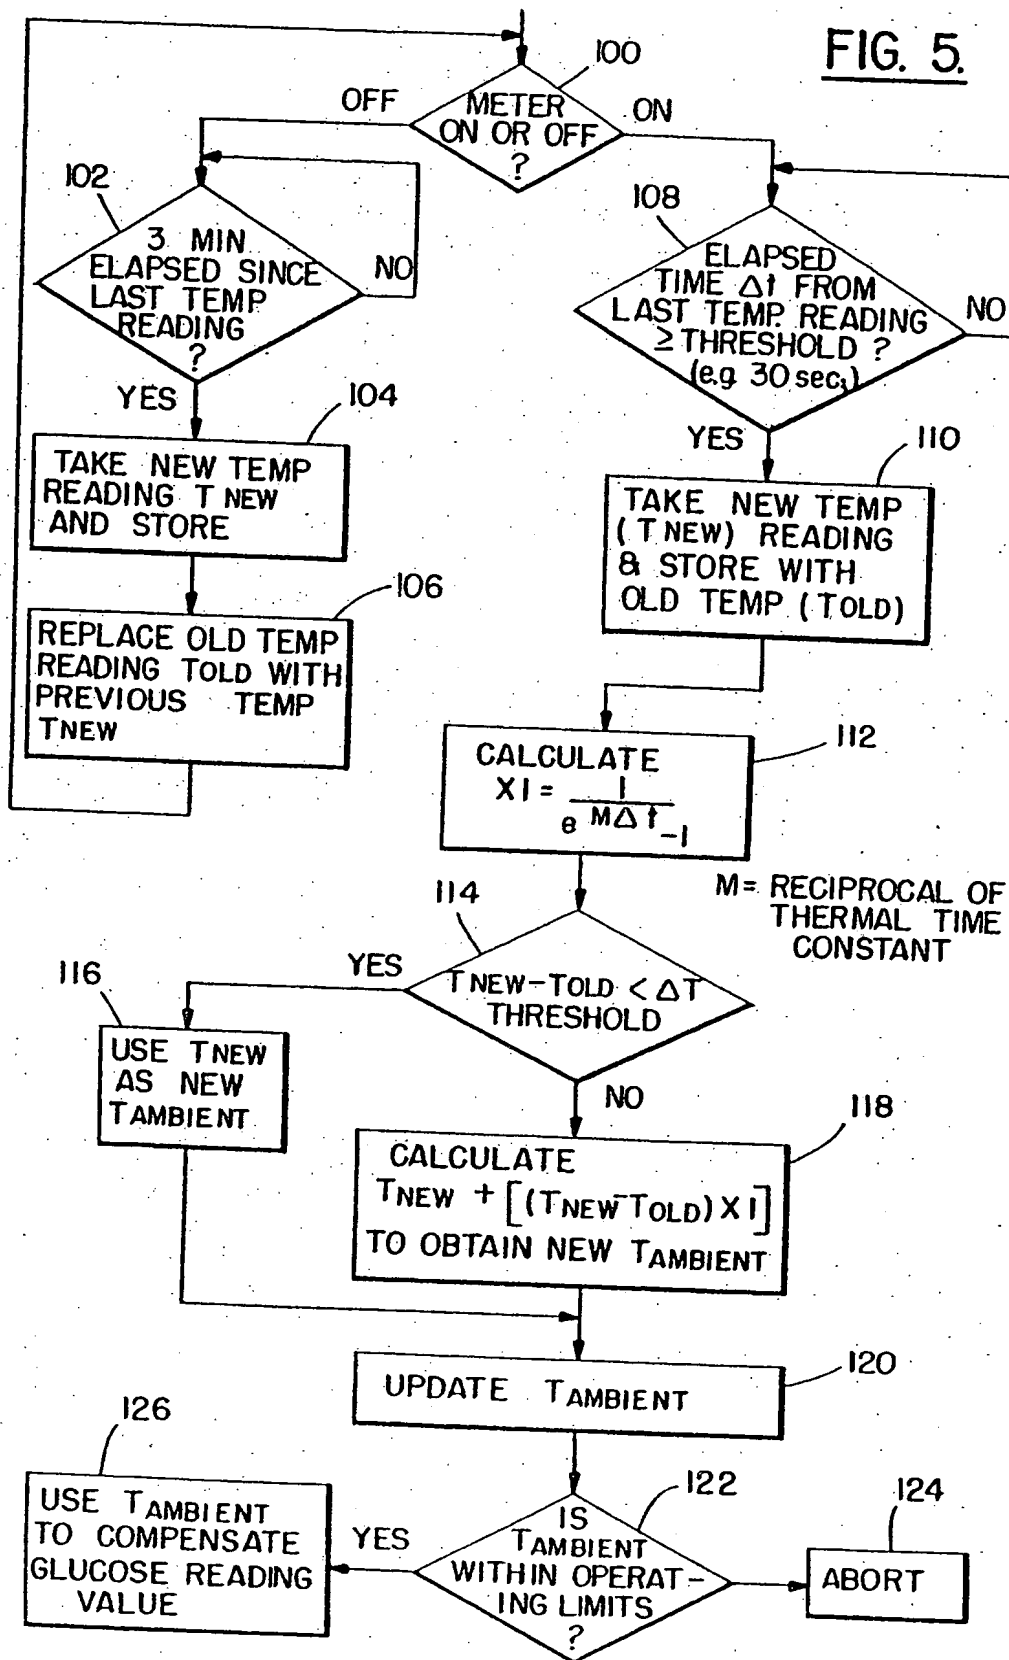 FIG. 5.
100
METER
ON OR OFF
?
OFF
ON
102
3 MIN
ELAPSED SINCE
LAST TEMP
READING
?
NO
YES
104
TAKE NEW TEMP
READING TNEW
AND STORE
106
REPLACE OLD TEMP
READING TOLD WITH
PREVIOUS TEMP
TNEW
108
ELAPSED
TIME Δt FROM
LAST TEMP. READING
≥ THRESHOLD ?
(e.g. 30 sec.)
NO
YES
110
TAKE NEW TEMP
(TNEW) READING
& STORE WITH
OLD TEMP (TOLD)
112
CALCULATE
X1 = 1 / e MΔt -1
M= RECIPROCAL OF
THERMAL TIME
CONSTANT
114
TNEW-TOLD < ΔT
THRESHOLD
YES
NO
116
USE TNEW
AS NEW
TAMBIENT
118
CALCULATE
TNEW + [(TNEW-TOLD) X1]
TO OBTAIN NEW TAMBIENT
120
UPDATE TAMBIENT
122
IS
TAMBIENT
WITHIN OPERAT-
ING LIMITS
?
YES
124
ABORT
126
USE TAMBIENT
TO COMPENSATE
GLUCOSE READING
VALUE